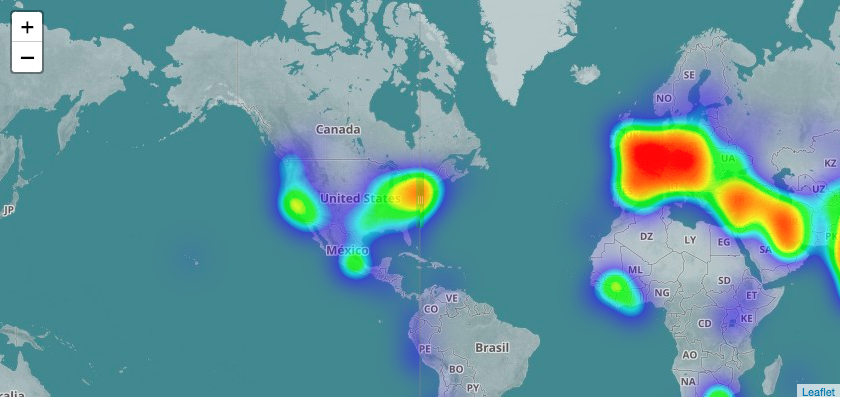 +
−
SE
NO
Canada
UA
KZ
United States
UZ
JP
DZ
LY
EG
SA
PK
México
ML
NG
SD
ET
VE
CO
CD
KE
PE
Brasil
BO
AO
PY
NA
ralia
Leaflet